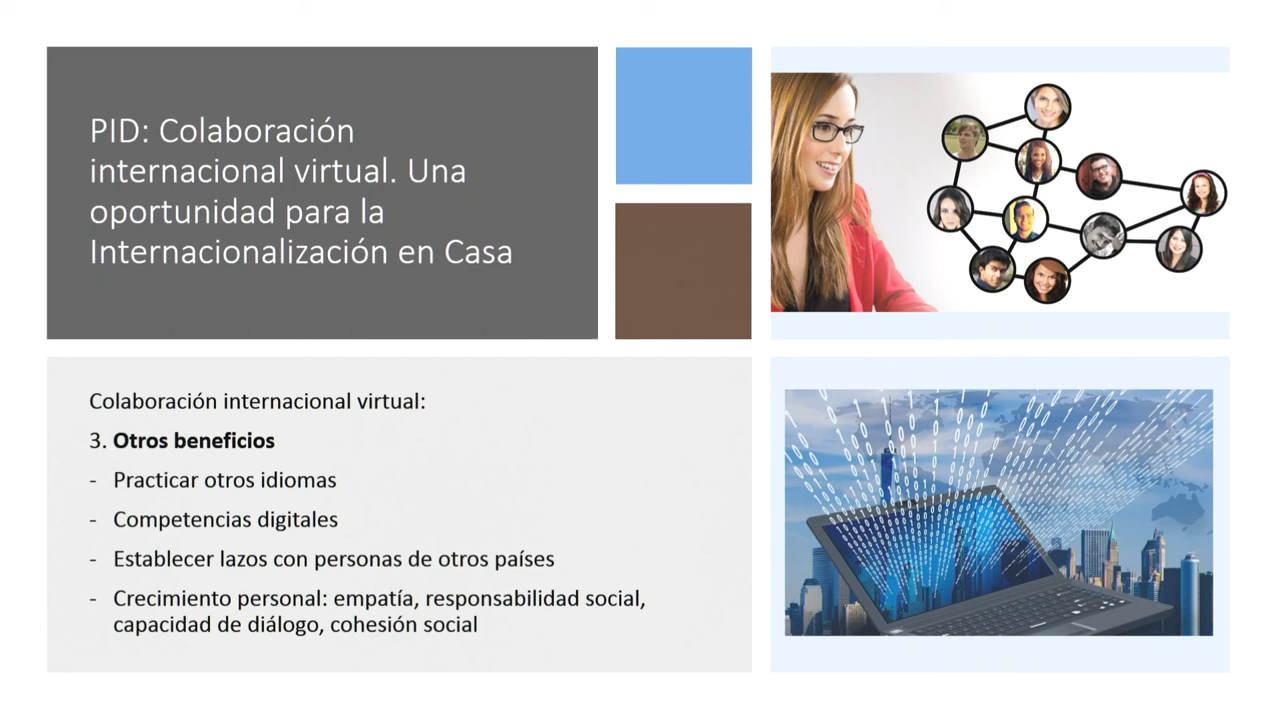 PID: Colaboración
internacional virtual. Una
oportunidad para la
Internacionalización en Casa
Colaboración internacional virtual:
3. Otros beneficios
- Practicar otros idiomas
- Competencias digitales
- Establecer lazos con personas de otros países
- Crecimiento personal: empatía, responsabilidad social,
capacidad de diálogo, cohesión social